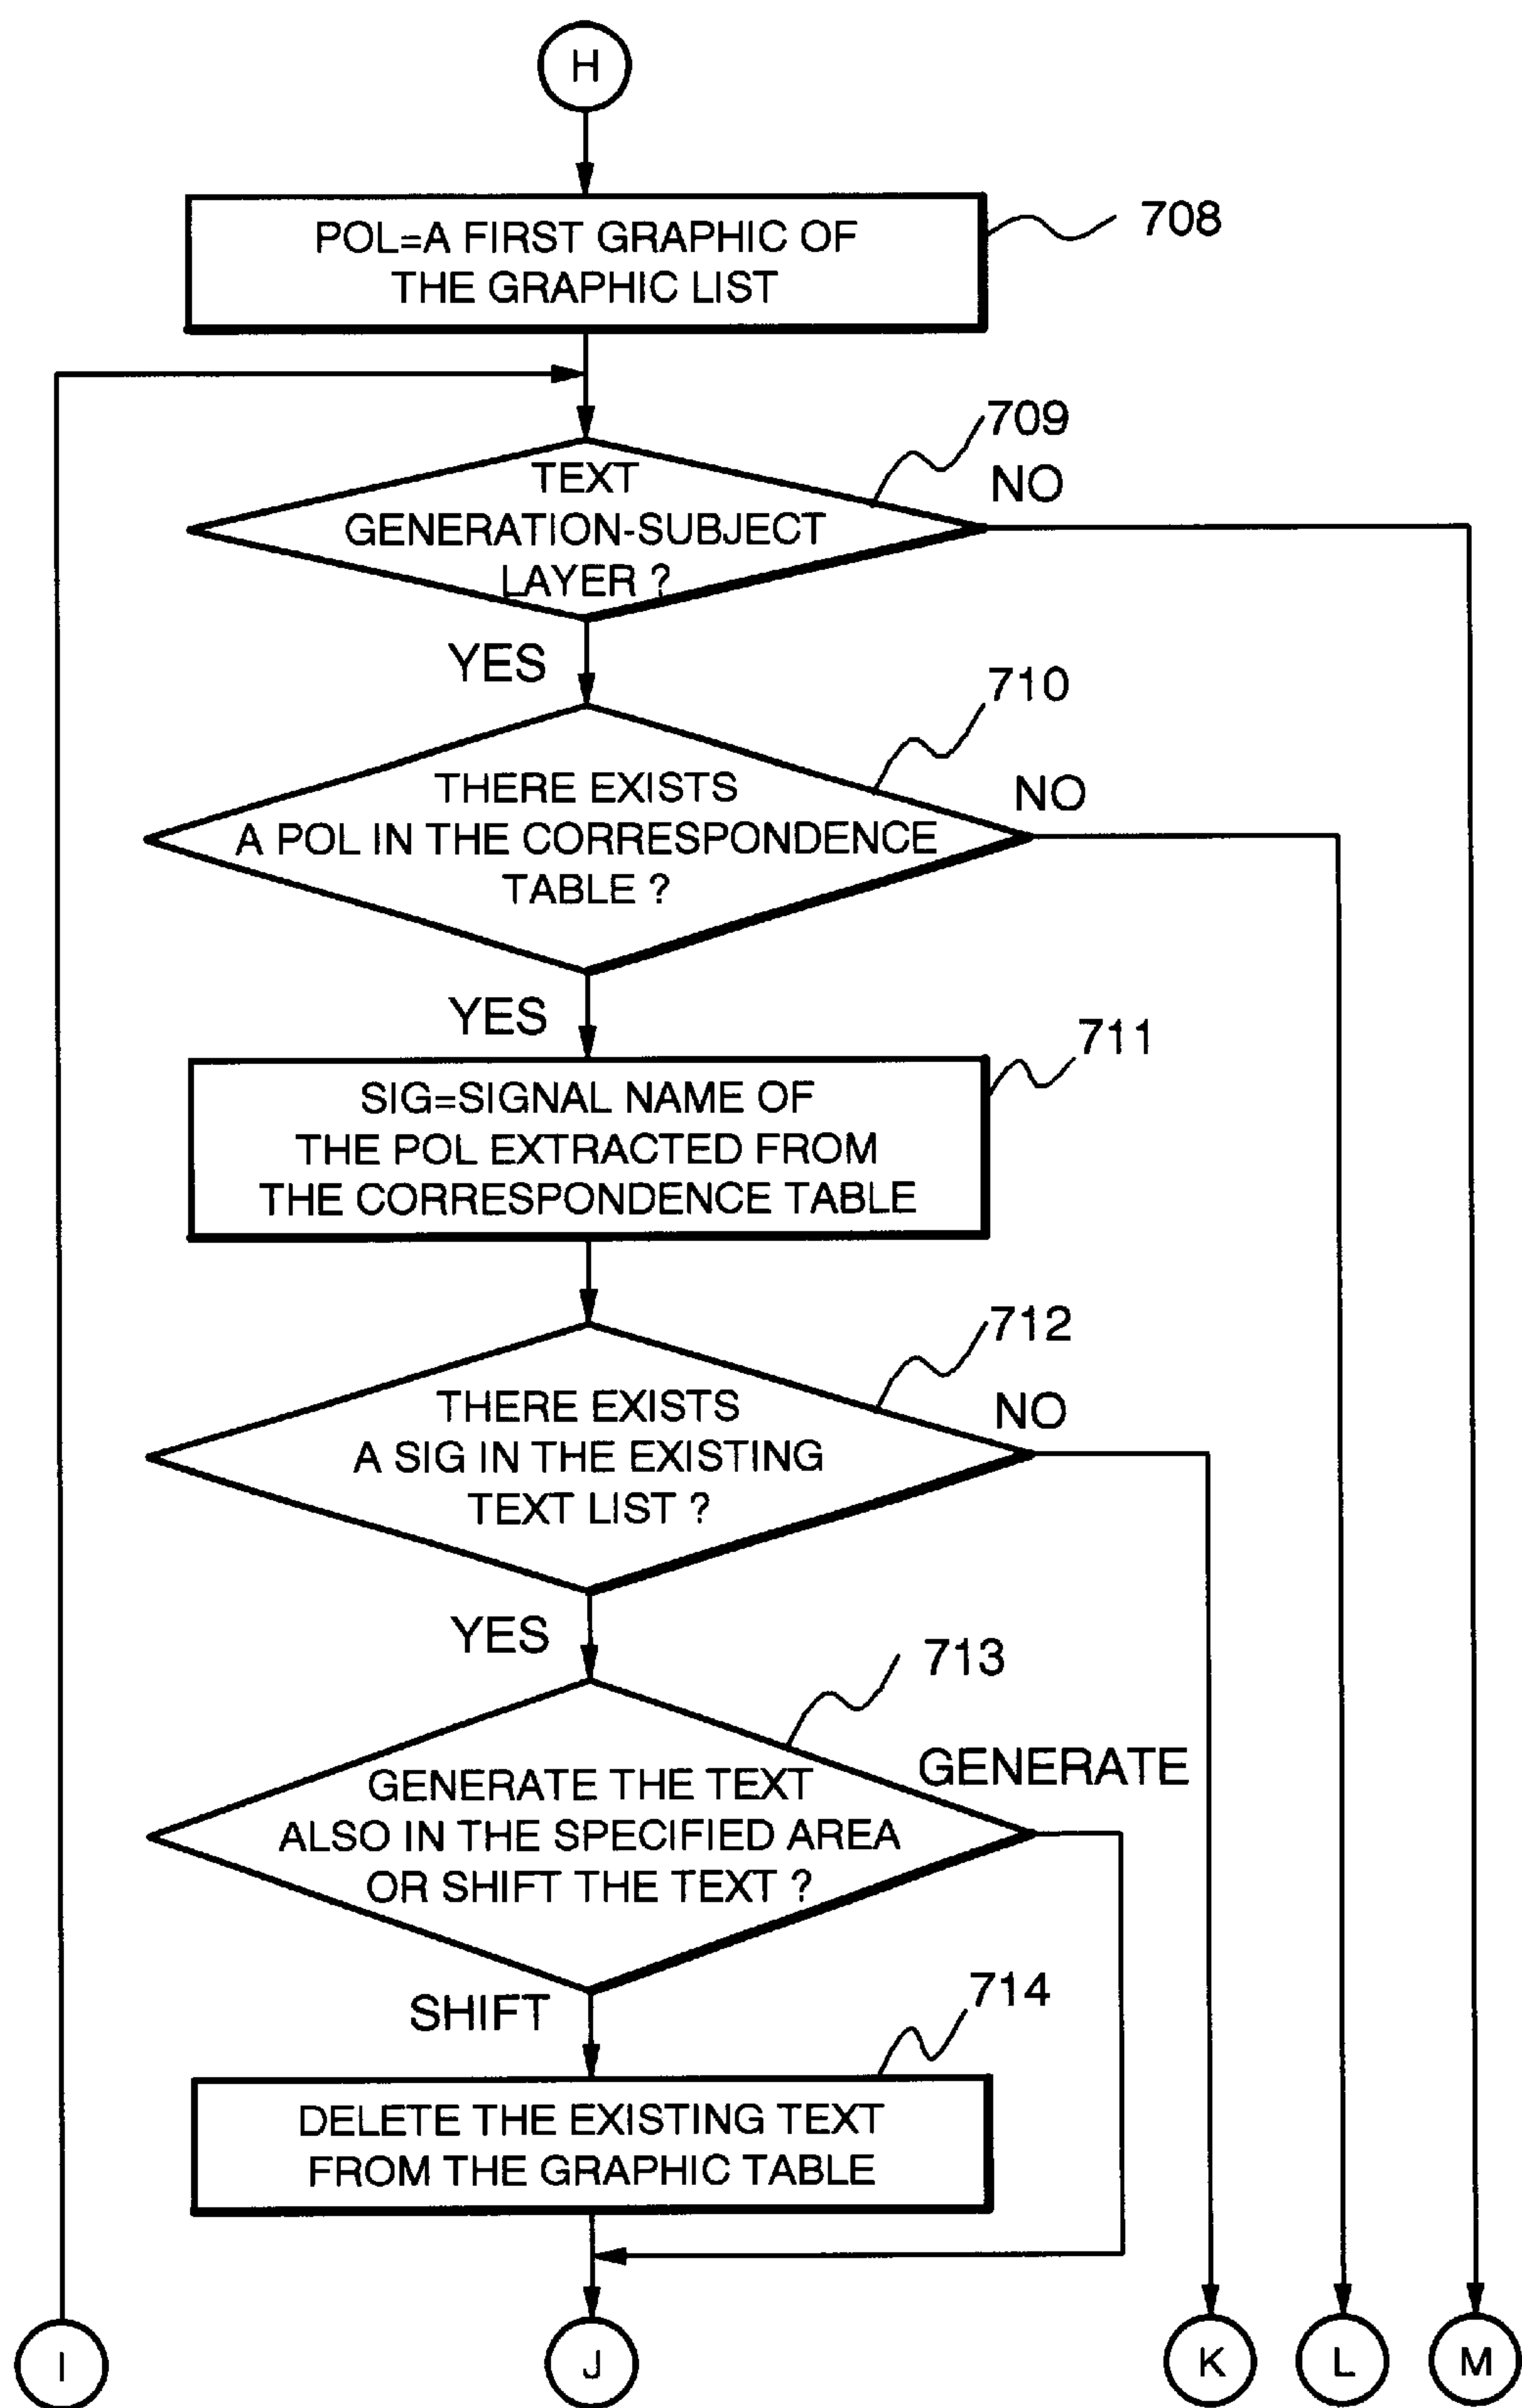 H
POL=A FIRST GRAPHIC OF
THE GRAPHIC LIST
708
709
TEXT
GENERATION-SUBJECT
LAYER ?
NO
YES
710
THERE EXISTS
A POL IN THE CORRESPONDENCE
TABLE ?
NO
YES
711
SIG=SIGNAL NAME OF
THE POL EXTRACTED FROM
THE CORRESPONDENCE TABLE
712
THERE EXISTS
A SIG IN THE EXISTING
TEXT LIST ?
NO
YES
713
GENERATE THE TEXT
ALSO IN THE SPECIFIED AREA
OR SHIFT THE TEXT ?
GENERATE
SHIFT
714
DELETE THE EXISTING TEXT
FROM THE GRAPHIC TABLE
I
J
K
L
M